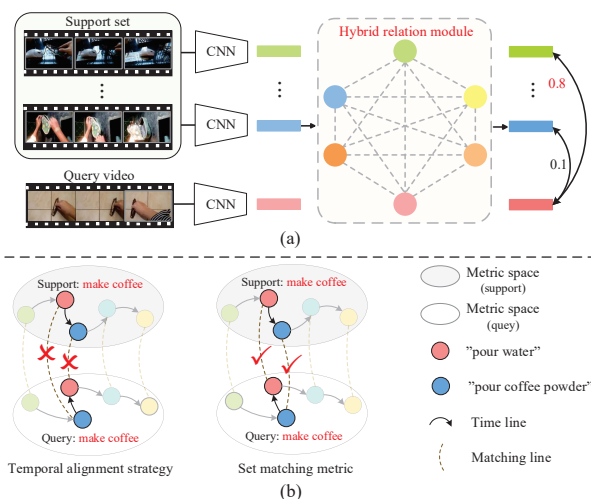 Support set
CNN
Hybrid relation module
CNN
0.8
0.1
Query video
CNN
(a)
Support: make coffee
Query: make coffee
Temporal alignment strategy
Support: make coffee
Query: make coffee
Set matching metric
Metric space
(support)
Metric space
(quey)
"pour water"
"pour coffee powder"
Time line
Matching line
(b)